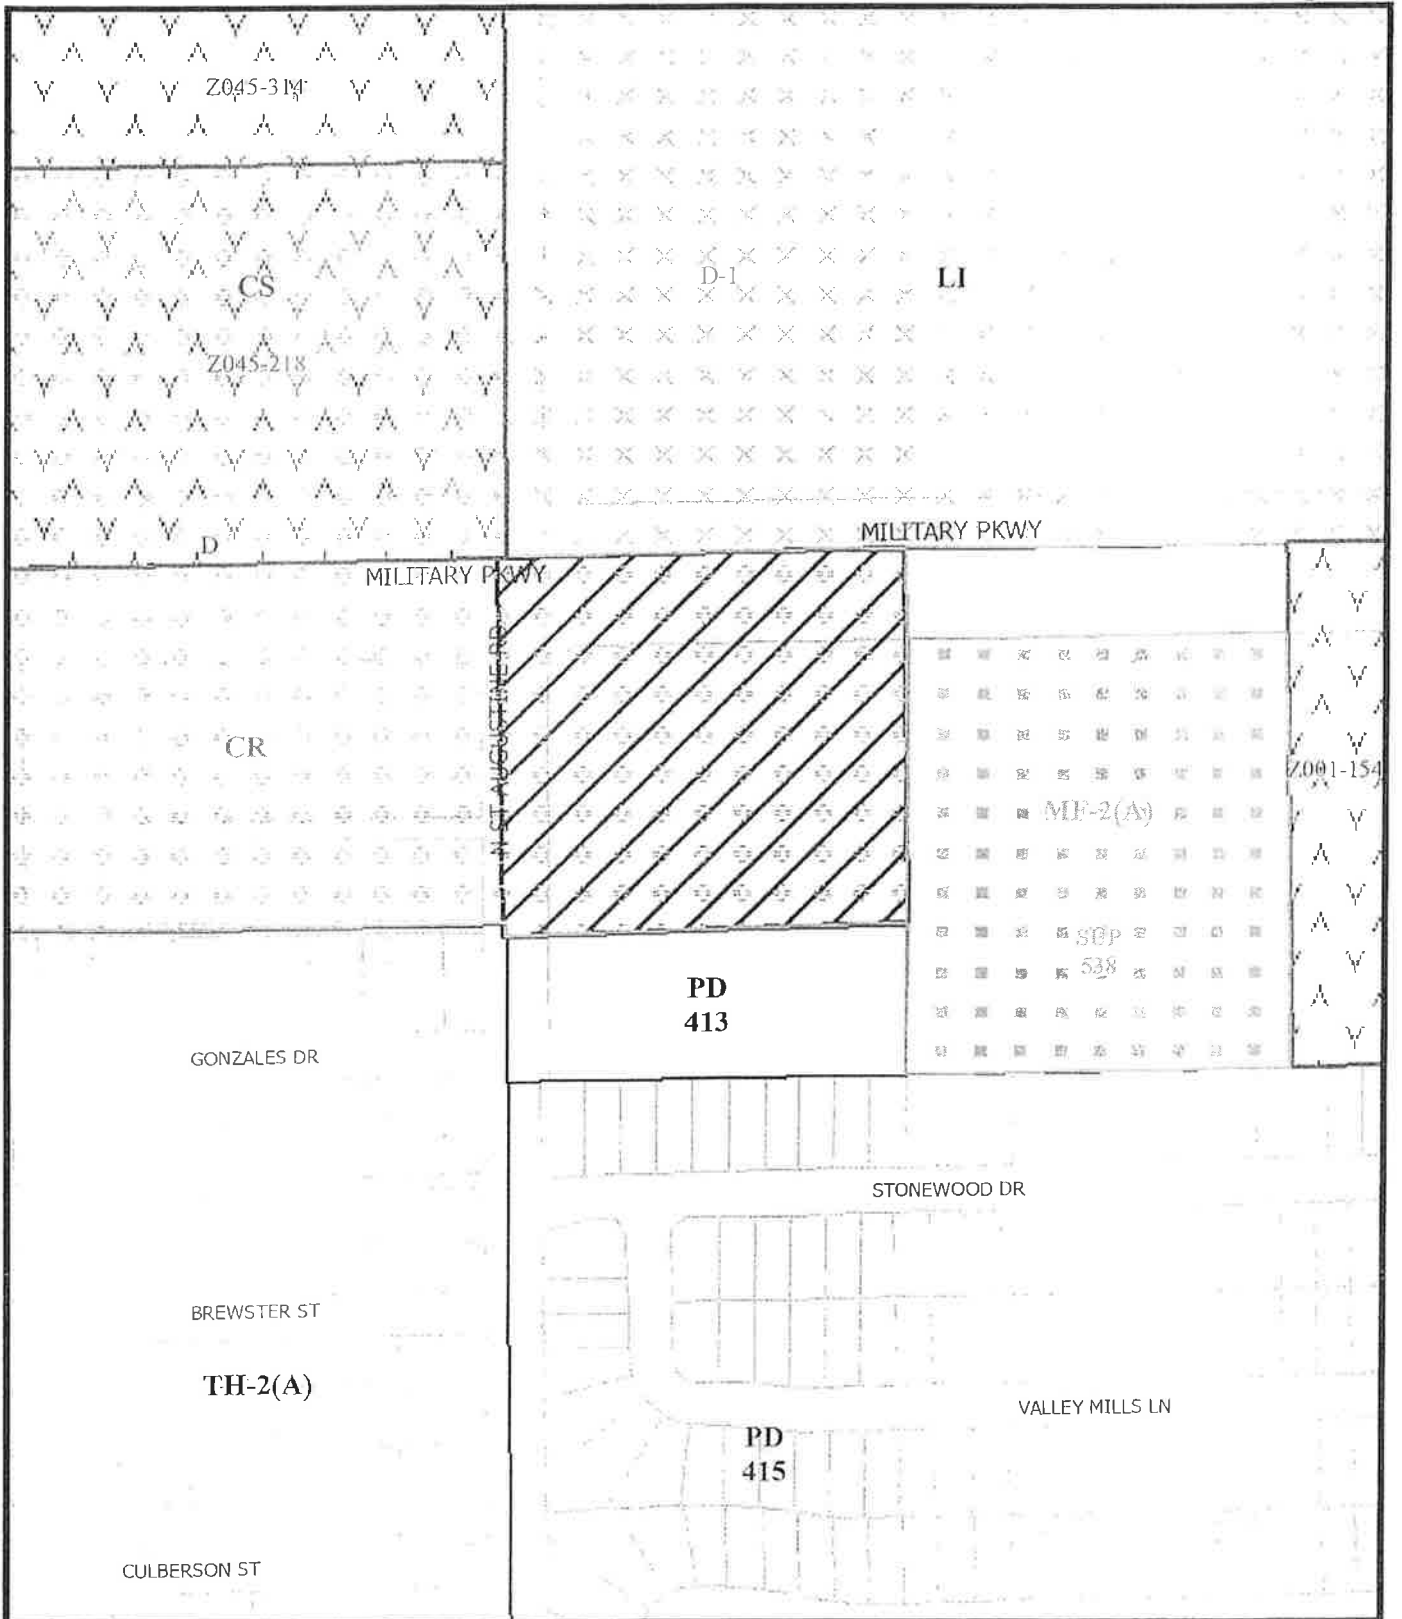 Z045-314
CS
D-1
LI
Z045-218
MILITARY PKWY
D
MILITARY PKWY
N ST AUGUSTINE RD
CR
Z001-154
MF-2(A)
SUP
538
PD
413
GONZALES DR
STONEWOOD DR
BREWSTER ST
TH-2(A)
VALLEY MILLS LN
PD
415
CULBERSON ST